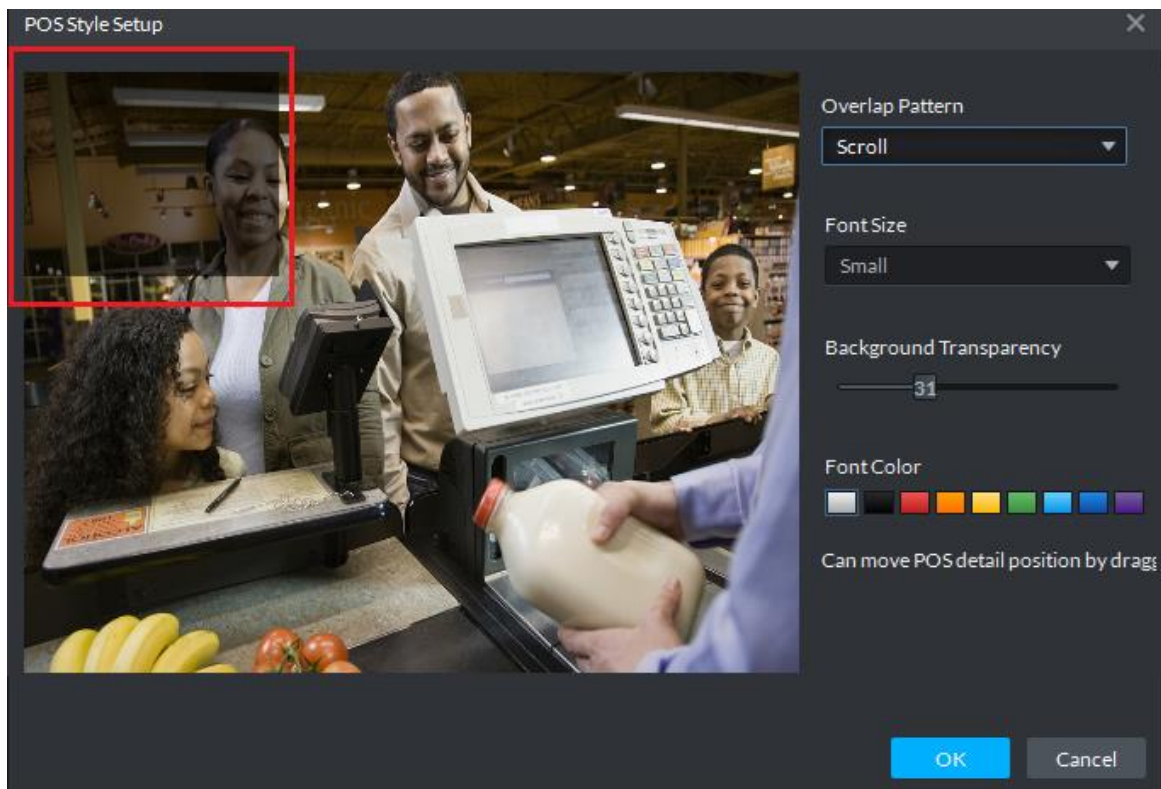 POS Style Setup
Overlap Pattern
Scroll
Font Size
Small
Background Transparency
31
Font Color
Can move POS detail position by dragg
OK
Cancel